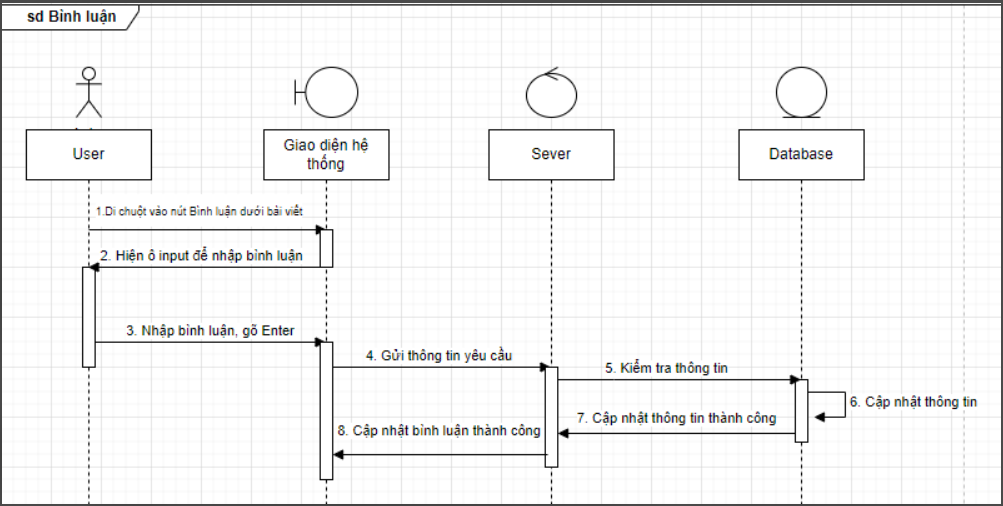 sd Bình luận
User
Giao diện hệ
thống
Sever
Database
1.Di chuột vào nút Bình luận dưới bài viết
2. Hiện ô input để nhập bình luận
3. Nhập bình luận, gõ Enter
4. Gửi thông tin yêu cầu
5. Kiểm tra thông tin
6. Cập nhật thông tin
7. Cập nhật thông tin thành công
8. Cập nhật bình luận thành công